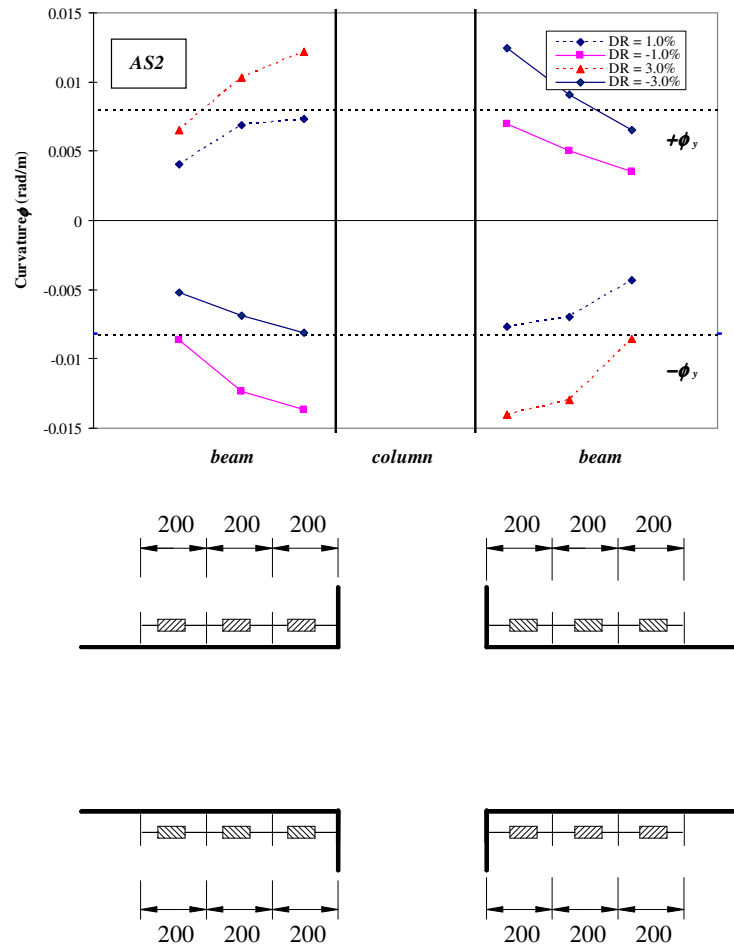 0.015
0.01
0.005
0
-0.005
-0.01
-0.015
Curvature ϕ (rad/m)
AS2
DR = 1.0%
DR = -1.0%
DR = 3.0%
DR = -3.0%
+ϕ y
-ϕ y
beam column beam
200 200 200 200 200 200
200 200 200 200 200 200